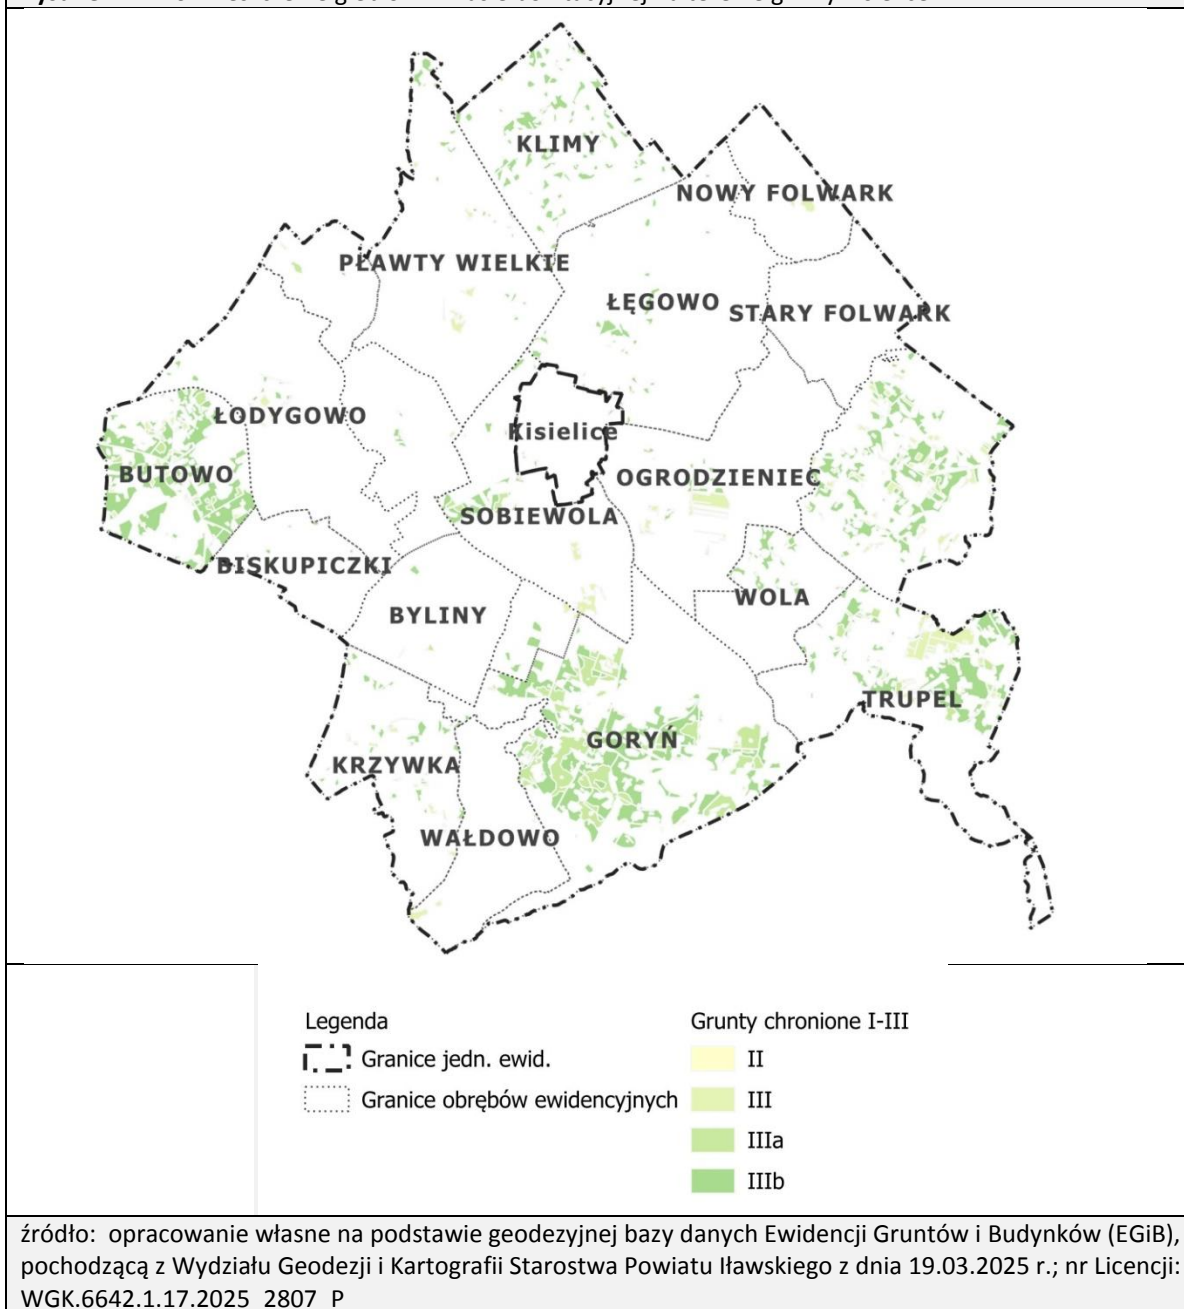 KLIMY
NOWY FOLWARK
PŁAWTY WIELKIE
ŁĘGOWO
STARY FOLWARK
ŁODYGOWO
Kisielice
BUTOWO
OGRODZIENIEC
SOBIEWOLA
BISKUPICZKI
WOLA
BYLINY
TRUPEL
GORYŃ
KRZYWKA
WAŁDOWO
Legenda
Granice jedn. ewid.
Granice obrębów ewidencyjnych
Grunty chronione I-III
II
III
IIIa
IIIb
źródło: opracowanie własne na podstawie geodezyjnej bazy danych Ewidencji Gruntów i Budynków (EGiB),
pochodzącą z Wydziału Geodezji i Kartografii Starostwa Powiatu Iławskiego z dnia 19.03.2025 r.; nr Licencji:
WGK.6642.1.17.2025_2807_P